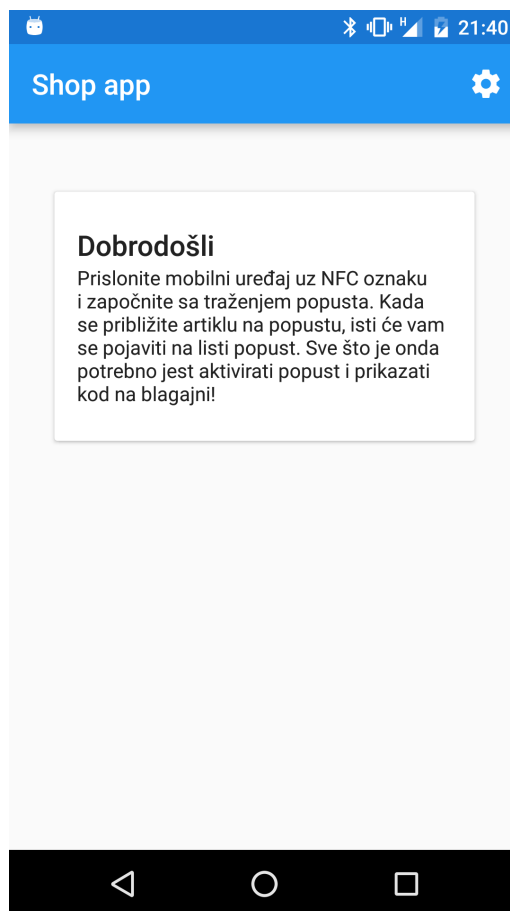 H 21:40
Shop app
Dobrodošli
Prislonite mobilni uređaj uz NFC oznaku
i započnite sa traženjem popusta. Kada
se približite artiklu na popustu, isti će vam
se pojaviti na listi popust. Sve što je onda
potrebno jest aktivirati popust i prikazati
kod na blagajni!